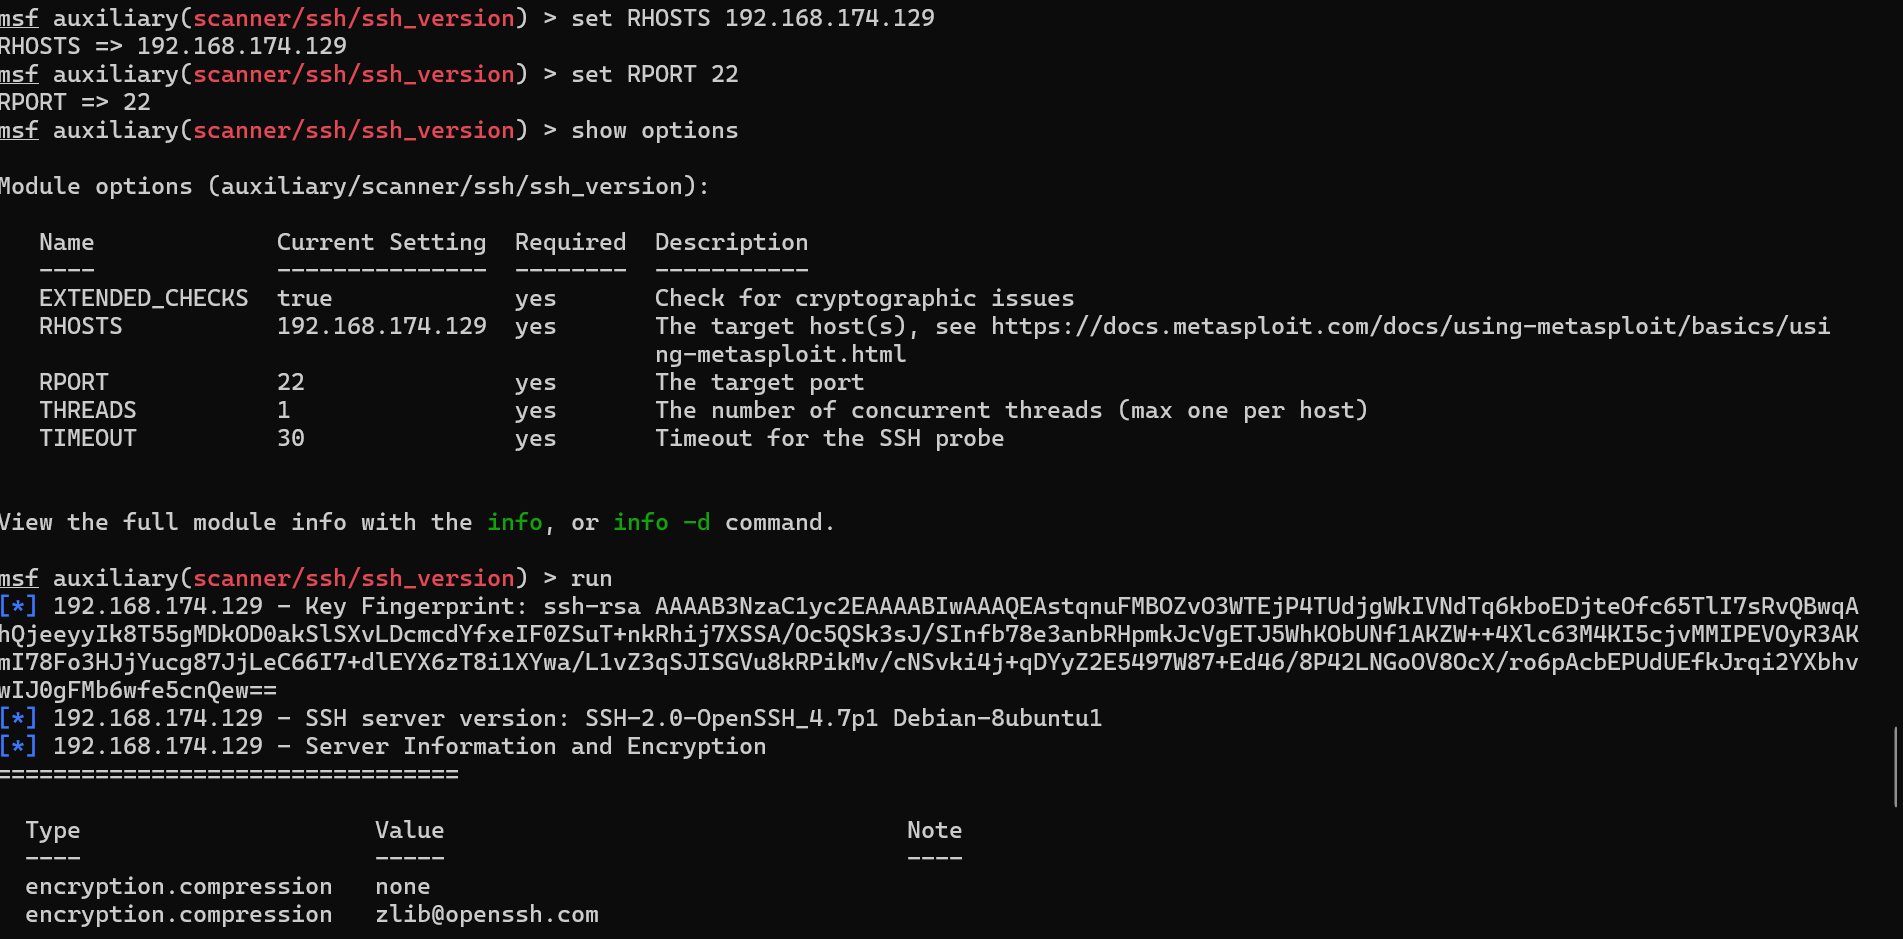 msf auxiliary(scanner/ssh/ssh_version) > set RHOSTS 192.168.174.129
RHOSTS => 192.168.174.129
msf auxiliary(scanner/ssh/ssh_version) > set RPORT 22
RPORT => 22
msf auxiliary(scanner/ssh/ssh_version) > show options

Module options (auxiliary/scanner/ssh/ssh_version):

   Name             Current Setting  Required  Description
   ----             ---------------  --------  -----------
   EXTENDED_CHECKS  true             yes       Check for cryptographic issues
   RHOSTS           192.168.174.129  yes       The target host(s), see https://docs.metasploit.com/docs/using-metasploit/basics/usi
                                               ng-metasploit.html
   RPORT            22               yes       The target port
   THREADS          1                yes       The number of concurrent threads (max one per host)
   TIMEOUT          30               yes       Timeout for the SSH probe

View the full module info with the info, or info -d command.

msf auxiliary(scanner/ssh/ssh_version) > run
[*] 192.168.174.129 - Key Fingerprint: ssh-rsa AAAAB3NzaC1yc2EAAAABIwAAAQEAstqnuFMBOZvO3WTEjP4TUdjgWkIVNdTq6kboEDjteOfc65TlI7sRvQBwqA
hQjeeyyIk8T55gMDkOD0akSlSXvLDcmcdYfxeIF0ZSuT+nkRhij7XSSA/Oc5QSk3sJ/SInfb78e3anbRHpmkJcVgETJ5WhKObUNf1AKZW++4Xlc63M4KI5cjvMMIPEVOyR3AK
mI78Fo3HJjYucg87JjLeC66I7+dlEYX6zT8i1XYwa/L1vZ3qSJISGVu8kRPikMv/cNSvki4j+qDYyZ2E5497W87+Ed46/8P42LNGoOV8OcX/ro6pAcbEPUdUEfkJrqi2YXbhv
wIJ0gFMb6wfe5cnQew==
[*] 192.168.174.129 - SSH server version: SSH-2.0-OpenSSH_4.7p1 Debian-8ubuntu1
[*] 192.168.174.129 - Server Information and Encryption
=================================

  Type                     Value                                 Note
  ----                     -----                                 ----
  encryption.compression   none
  encryption.compression   zlib@openssh.com